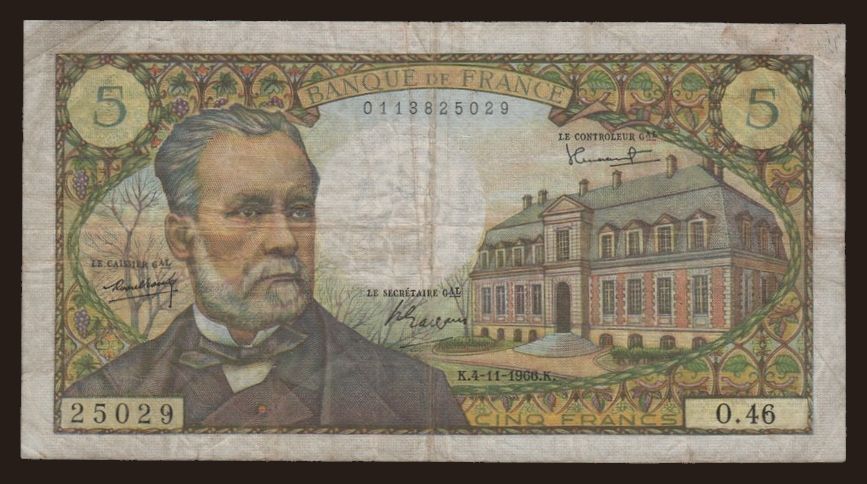 BANQUE DE FRANCE
5
5
0113825029
LE CONTROLEUR GAL
LE CAISSIER GAL
LE SECRÉTAIRE GAL
K.4-11-1966.K.
25029
CINQ FRANCS
O.46